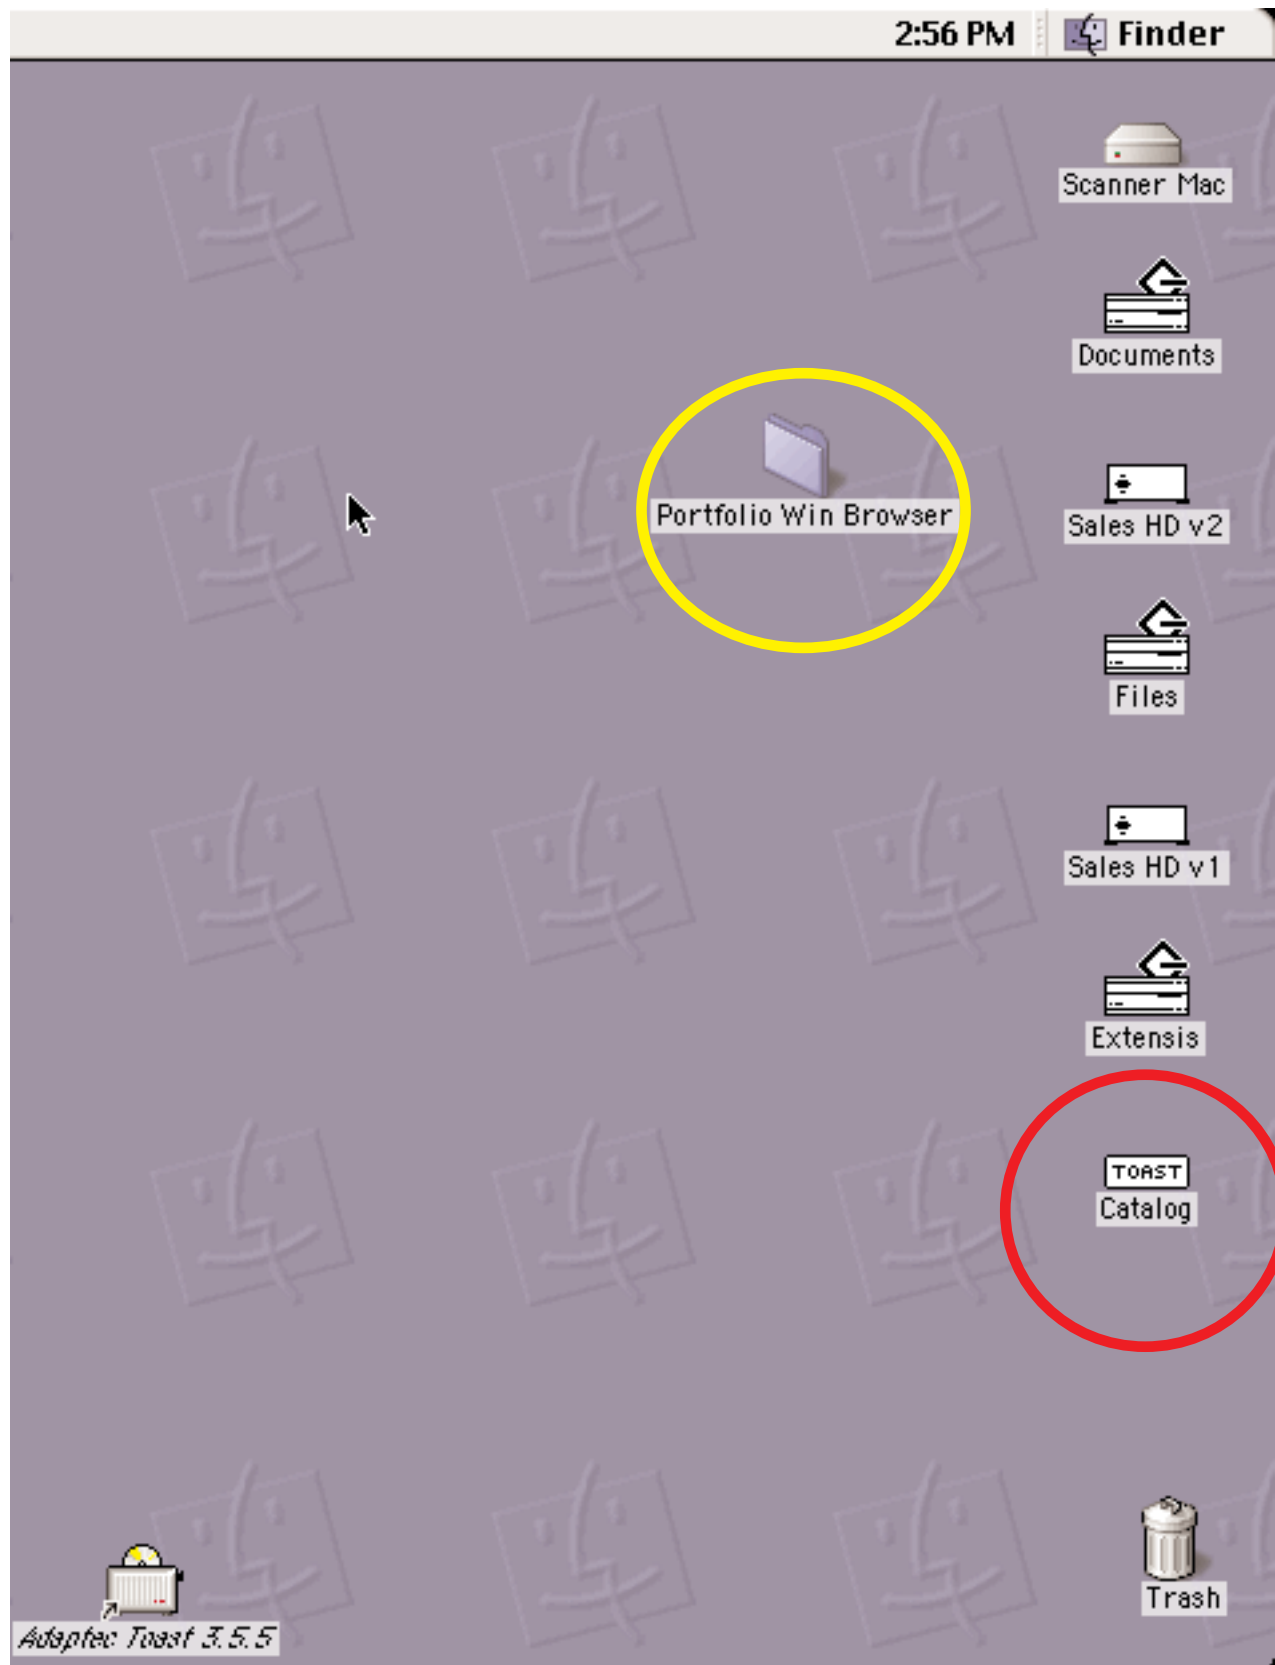 2:56 PM Finder
Scanner Mac
Documents
Portfolio Win Browser
Sales HD v2
Files
Sales HD v1
Extensis
TOAST
Catalog
Trash
Adaptec Toast 3.5.5